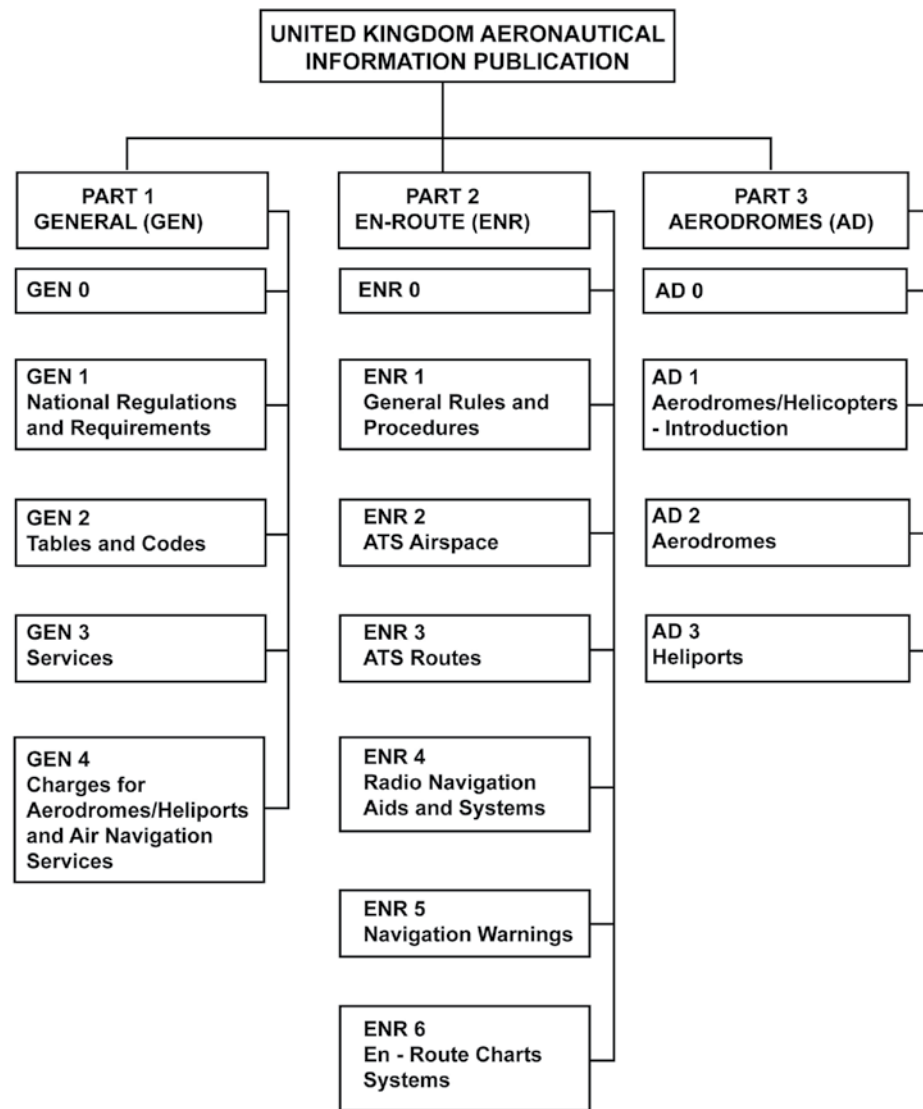 UNITED KINGDOM AERONAUTICAL
INFORMATION PUBLICATION
PART 1
GENERAL (GEN)
GEN 0
GEN 1
National Regulations
and Requirements
GEN 2
Tables and Codes
GEN 3
Services
GEN 4
Charges for
Aerodromes/Heliports
and Air Navigation
Services
PART 2
EN-ROUTE (ENR)
ENR 0
ENR 1
General Rules and
Procedures
ENR 2
ATS Airspace
ENR 3
ATS Routes
ENR 4
Radio Navigation
Aids and Systems
ENR 5
Navigation Warnings
ENR 6
En - Route Charts
Systems
PART 3
AERODROMES (AD)
AD 0
AD 1
Aerodromes/Helicopters
- Introduction
AD 2
Aerodromes
AD 3
Heliports